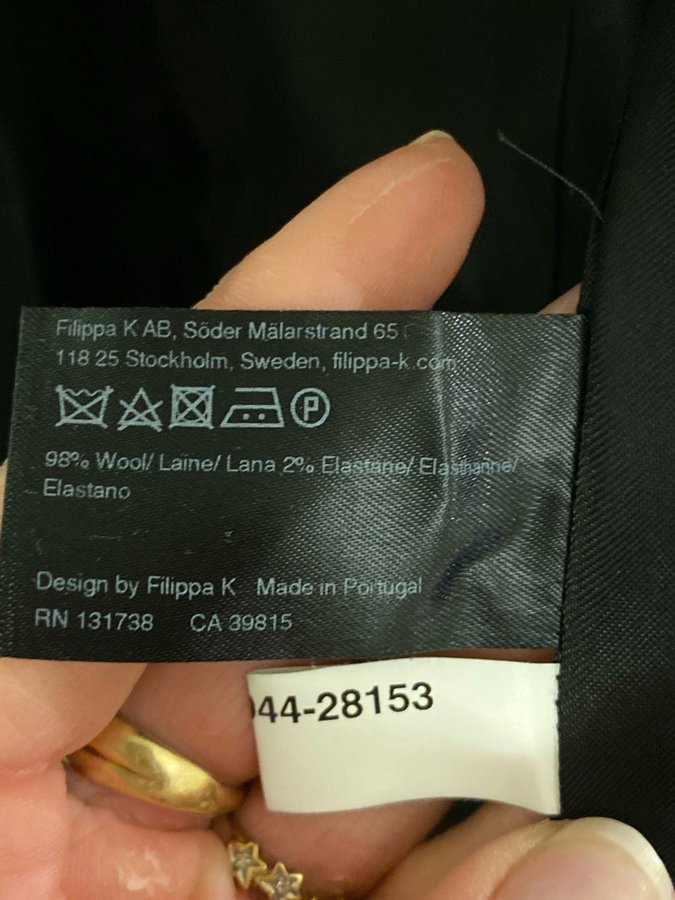 Filippa K AB, Söder Mälarstrand 65
118 25 Stockholm, Sweden, filippa-k.com
P
98% Wool/ Laine/ Lana 2% Elastane/ Elasthanne/
Elastano
Design by Filippa K Made in Portugal
RN 131738 CA 39815
44-28153